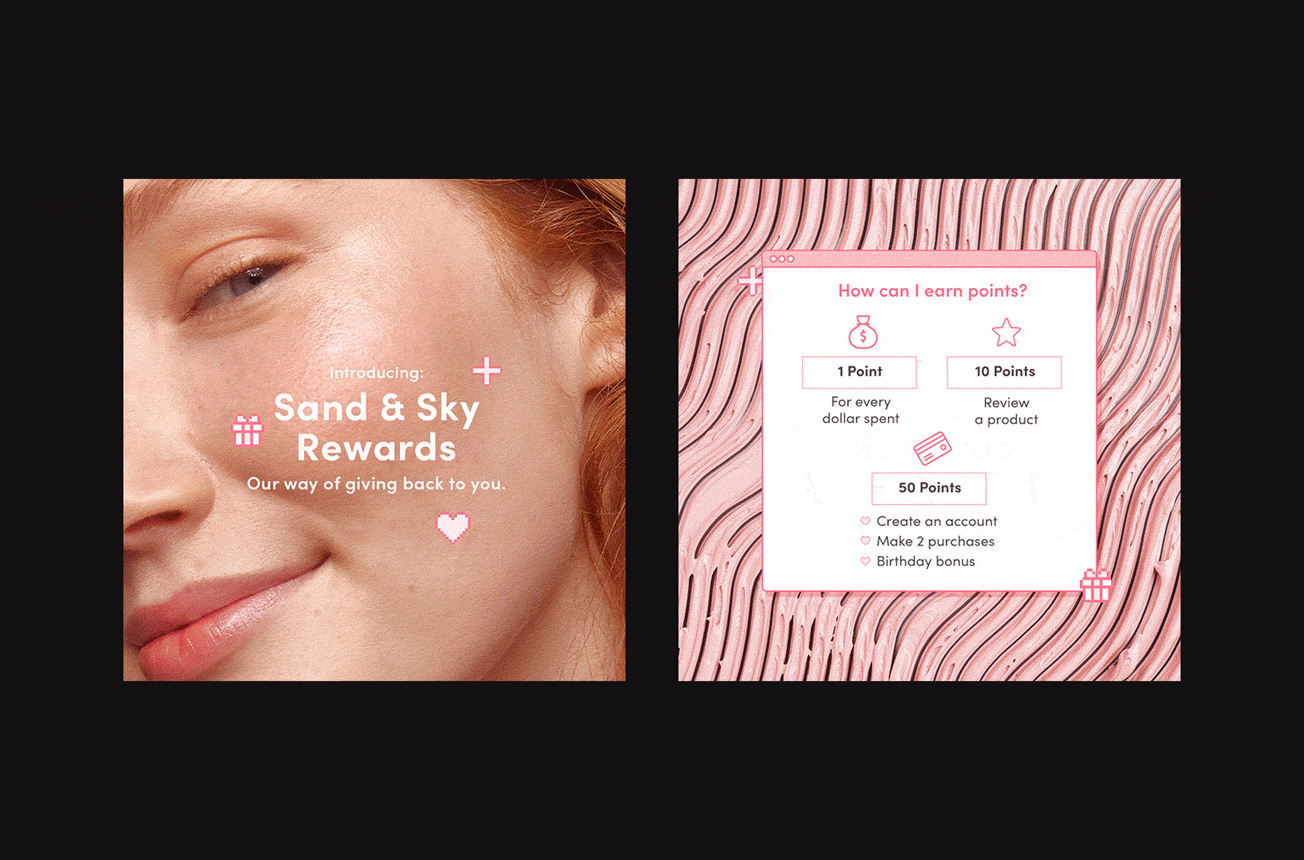 Introducing:
Sand & Sky
Rewards
Our way of giving back to you.
How can I earn points?
$
1 Point
10 Points
For every
dollar spent
Review
a product
50 Points
Create an account
Make 2 purchases
Birthday bonus